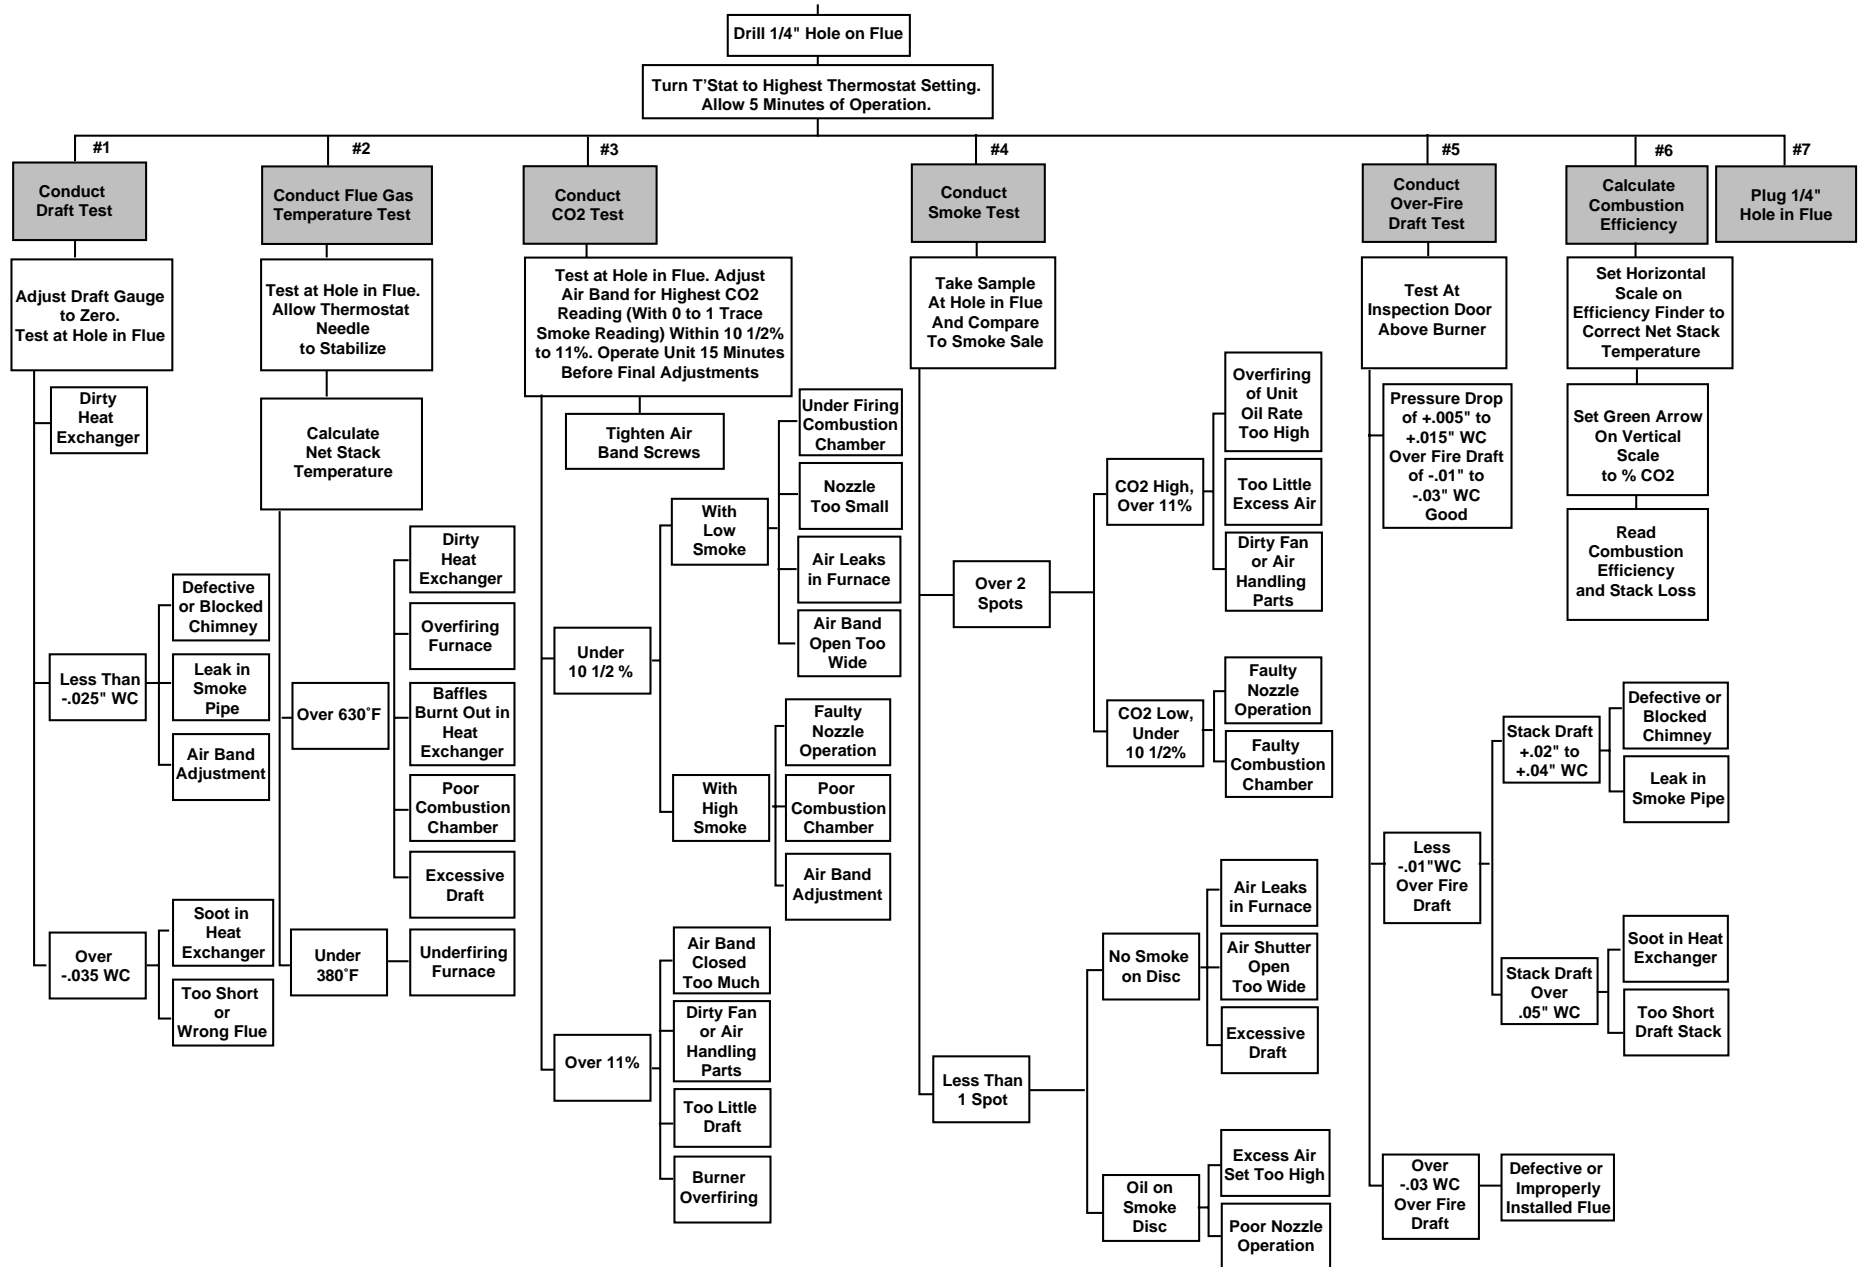 Drill 1/4" Hole on Flue
Turn T'Stat to Highest Thermostat Setting.
Allow 5 Minutes of Operation.
#1
Conduct
Draft Test
Adjust Draft Gauge
to Zero.
Test at Hole in Flue
Dirty
Heat
Exchanger
Less Than
-.025" WC
Defective
or Blocked
Chimney
Leak in
Smoke
Pipe
Air Band
Adjustment
Over
-.035 WC
Soot in
Heat
Exchanger
Too Short
or
Wrong Flue
#2
Conduct Flue Gas
Temperature Test
Test at Hole in Flue.
Allow Thermostat
Needle
to Stabilize
Calculate
Net Stack
Temperature
Over 630˚F
Dirty
Heat
Exchanger
Overfiring
Furnace
Baffles
Burnt Out in
Heat
Exchanger
Poor
Combustion
Chamber
Excessive
Draft
Under
380˚F
Underfiring
Furnace
#3
Conduct
CO2 Test
Test at Hole in Flue. Adjust
Air Band for Highest CO2
Reading (With 0 to 1 Trace
Smoke Reading) Within 10 1/2%
to 11%. Operate Unit 15 Minutes
Before Final Adjustments
Tighten Air
Band Screws
Under
10 1/2 %
With
Low
Smoke
Under Firing
Combustion
Chamber
Nozzle
Too Small
Air Leaks
in Furnace
Air Band
Open Too
Wide
With
High
Smoke
Faulty
Nozzle
Operation
Poor
Combustion
Chamber
Air Band
Adjustment
Over 11%
Air Band
Closed
Too Much
Dirty Fan
or Air
Handling
Parts
Too Little
Draft
Burner
Overfiring
#4
Conduct
Smoke Test
Take Sample
At Hole in Flue
And Compare
To Smoke Sale
Over 2
Spots
CO2 High,
Over 11%
Overfiring
of Unit
Oil Rate
Too High
Too Little
Excess Air
Dirty Fan
or Air
Handling
Parts
CO2 Low,
Under
10 1/2%
Faulty
Nozzle
Operation
Faulty
Combustion
Chamber
Less Than
1 Spot
No Smoke
on Disc
Air Leaks
in Furnace
Air Shutter
Open
Too Wide
Excessive
Draft
Oil on
Smoke
Disc
Excess Air
Set Too High
Poor Nozzle
Operation
#5
Conduct
Over-Fire
Draft Test
Test At
Inspection Door
Above Burner
Pressure Drop
of +.005" to
+.015" WC
Over Fire Draft
of -.01" to
-.03" WC
Good
Less
-.01"WC
Over Fire
Draft
Stack Draft
+.02" to
+.04" WC
Defective or
Blocked
Chimney
Leak in
Smoke Pipe
Stack Draft
Over
.05" WC
Soot in Heat
Exchanger
Too Short
Draft Stack
Over
-.03 WC
Over Fire
Draft
Defective or
Improperly
Installed Flue
#6
Calculate
Combustion
Efficiency
Set Horizontal
Scale on
Efficiency Finder to
Correct Net Stack
Temperature
Set Green Arrow
On Vertical
Scale
to % CO2
Read
Combustion
Efficiency
and Stack Loss
#7
Plug 1/4"
Hole in Flue